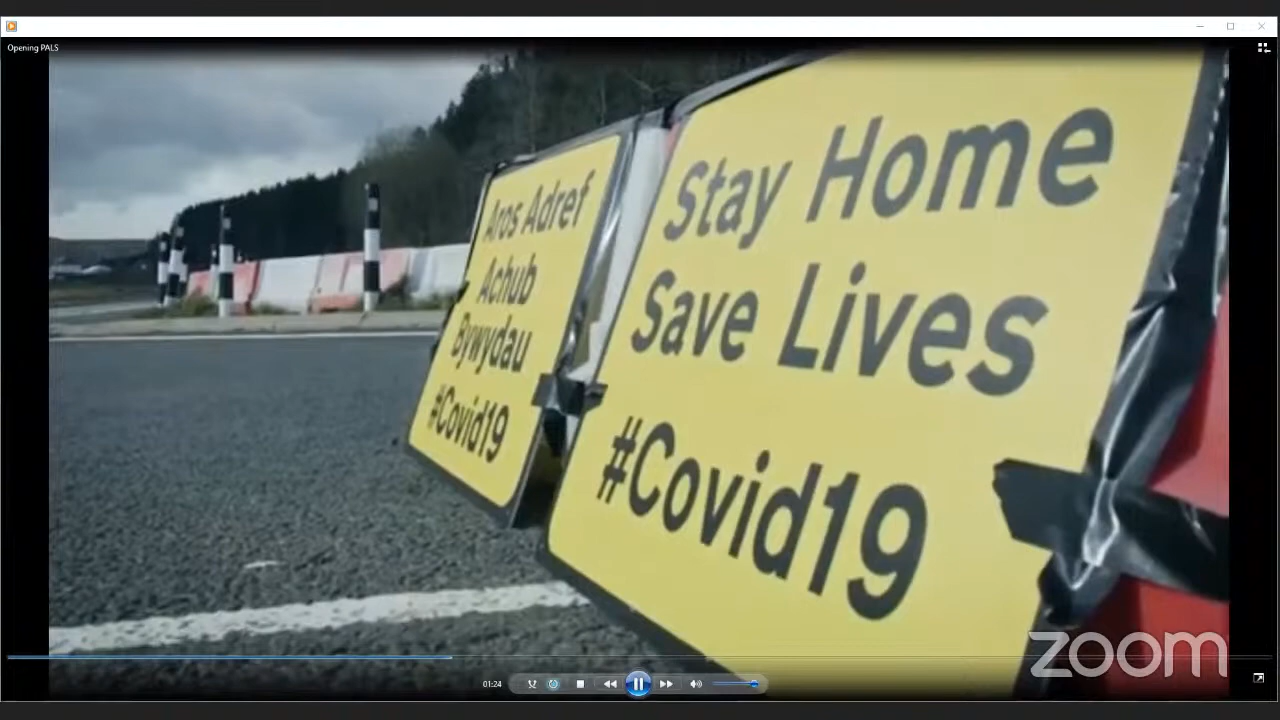 Opening PALS
Aros Adref
Achub
Bywydau
#Covid19
Stay Home
Save Lives
#Covid19
zoom
01:24